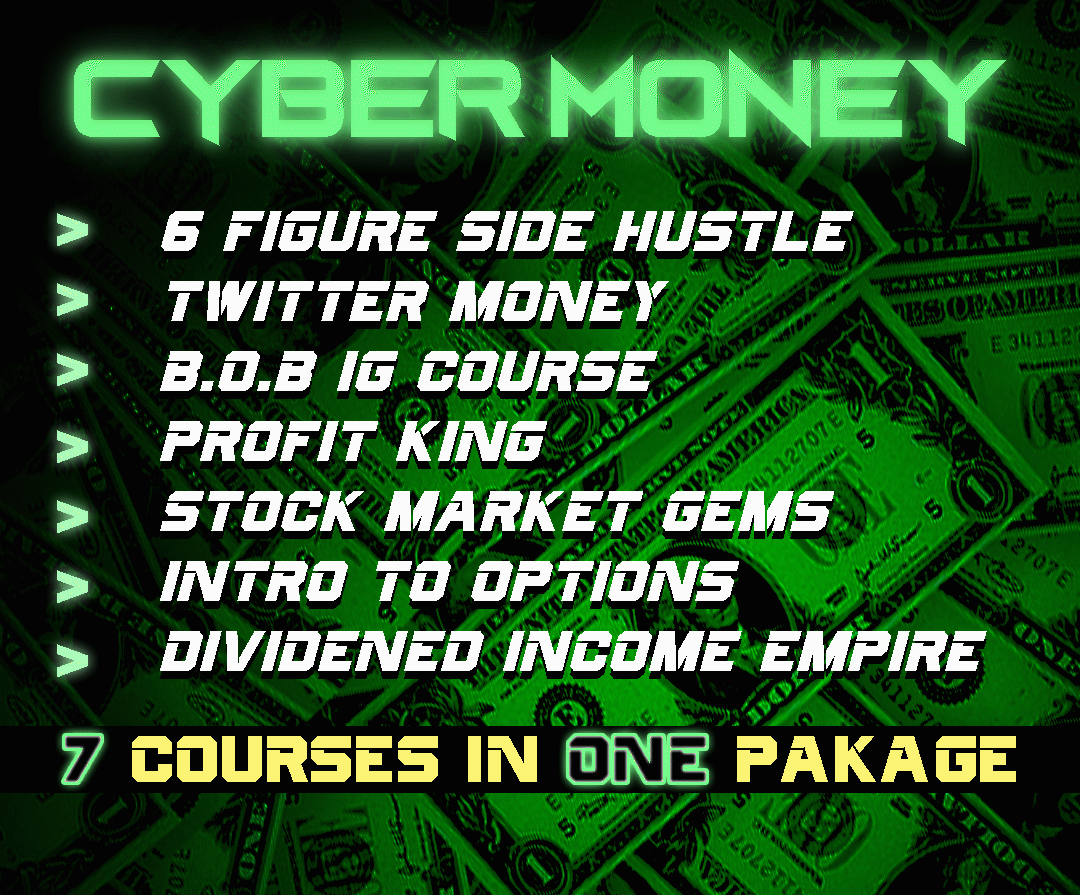 CYBER MONEY
> 6 FIGURE SIDE HUSTLE
> TWITTER MONEY
> B.O.B IG COURSE
> PROFIT KING
> STOCK MARKET GEMS
> INTRO TO OPTIONS
> DIVIDENED INCOME EMPIRE
7 COURSES IN ONE PAKAGE